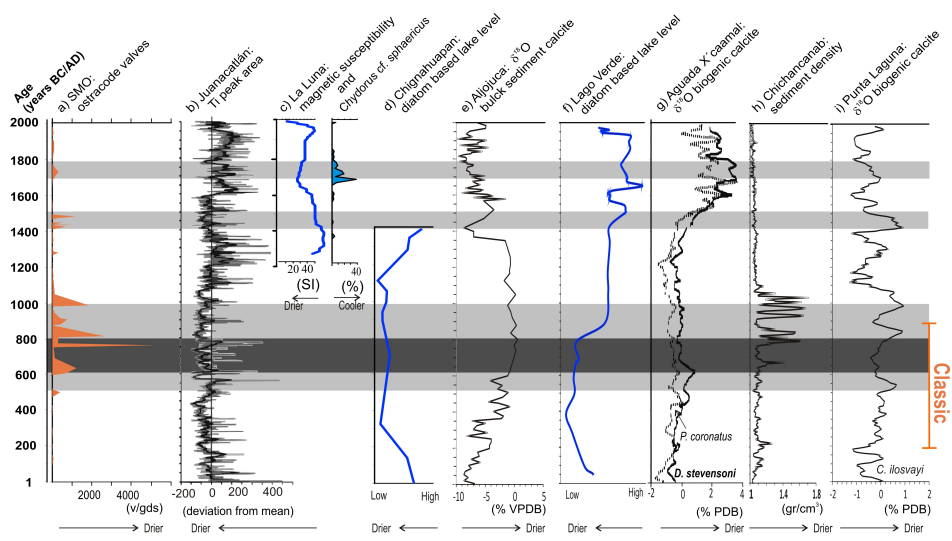 Age
(years BC/AD)
a) SMO:
ostracode valves
b) Juanacatlán:
Ti peak area
c) La Luna:
magnetic susceptibility
and
Chydorus cf. sphaericus
d) Chignahuapan:
diatom based lake level
e) Aljojuca: δ¹⁸O
bulck sediment calcite
f) Lago Verde:
diatom based lake level
g) Aguada X´caamal:
δ¹⁸O biogenic calcite
h) Chichancanab:
sediment density
i) Punta Laguna:
δ¹⁸O biogenic calcite
2000
1800
1600
1400
1200
1000
800
600
400
200
1
20 40
40
(SI)
(%)
Drier
Cooler
Classic
P. coronatus
D. stevensoni
C. ilosvayi
2000 4000
-200 0 200 400
Low High
-10 -5 0 5
Low High
-2 0 2 4
1 1.4 1.8
-2 -1 0 1 2
(v/gds)
(deviation from mean)
(% VPDB)
(% PDB)
(gr/cm³)
(% PDB)
Drier
Drier
Drier
Drier
Drier
Drier
Drier
Drier